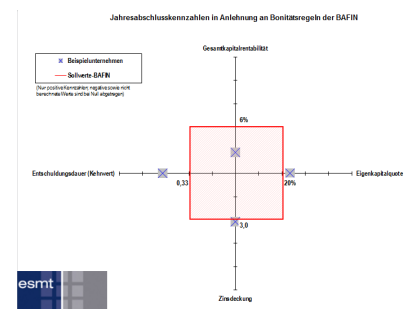 Jahresabschlusskennzahlen in Anlehnung an Bonitätsregeln der BAFIN
Gesamtkapitalrentabilität
Beispielunternehmen
Sollwerte-BAFIN
(Nur positive Kennzahlen; negative sowie nicht
berechnete Werte sind bei Null abgetragen)
6%
Entschuldungsdauer (Kehrwert)
Eigenkapitalquote
0,33
20%
3,0
esmt
Zinsdeckung